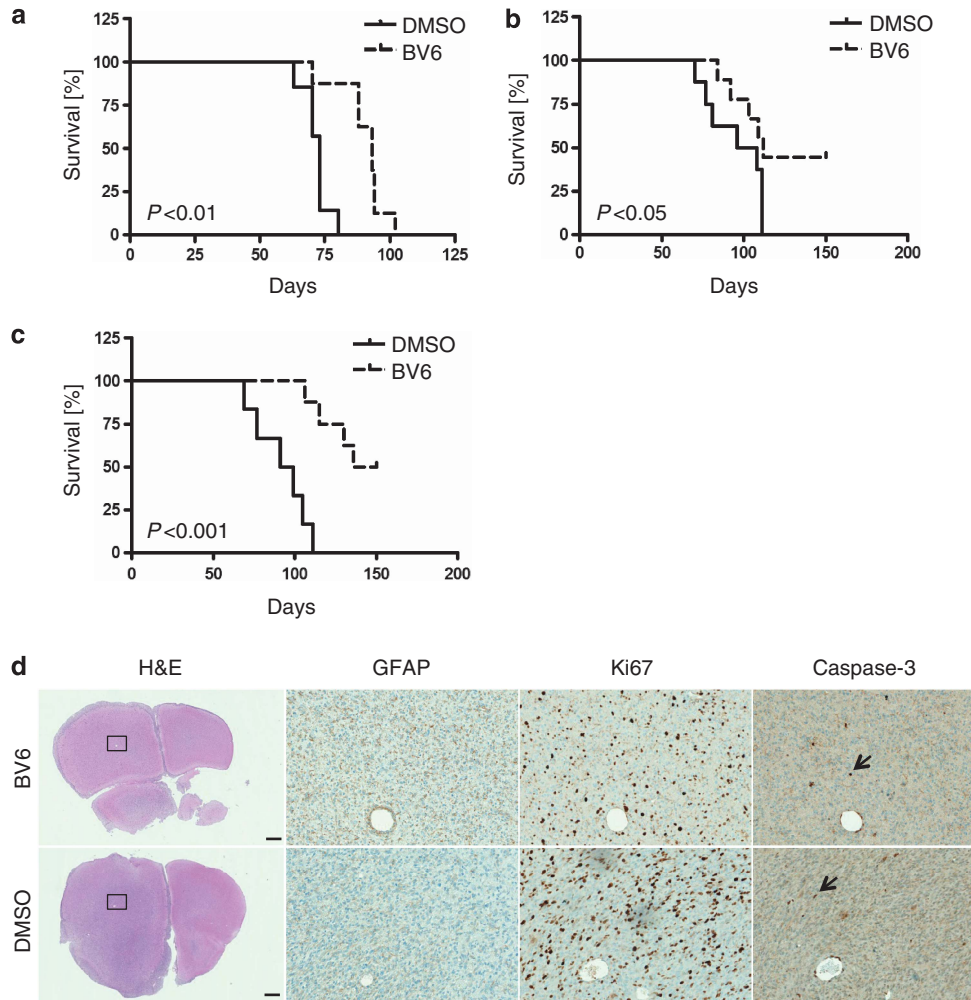 a
DMSO
BV6
125
100
75
50
25
0
Survival [%]
P<0.01
0 25 50 75 100 125
Days
b
DMSO
BV6
125
100
75
50
25
0
Survival [%]
P<0.05
0 50 100 150 200
Days
c
DMSO
BV6
125
100
75
50
25
0
Survival [%]
P<0.001
0 50 100 150 200
Days
d
H&E GFAP Ki67 Caspase-3
BV6
DMSO